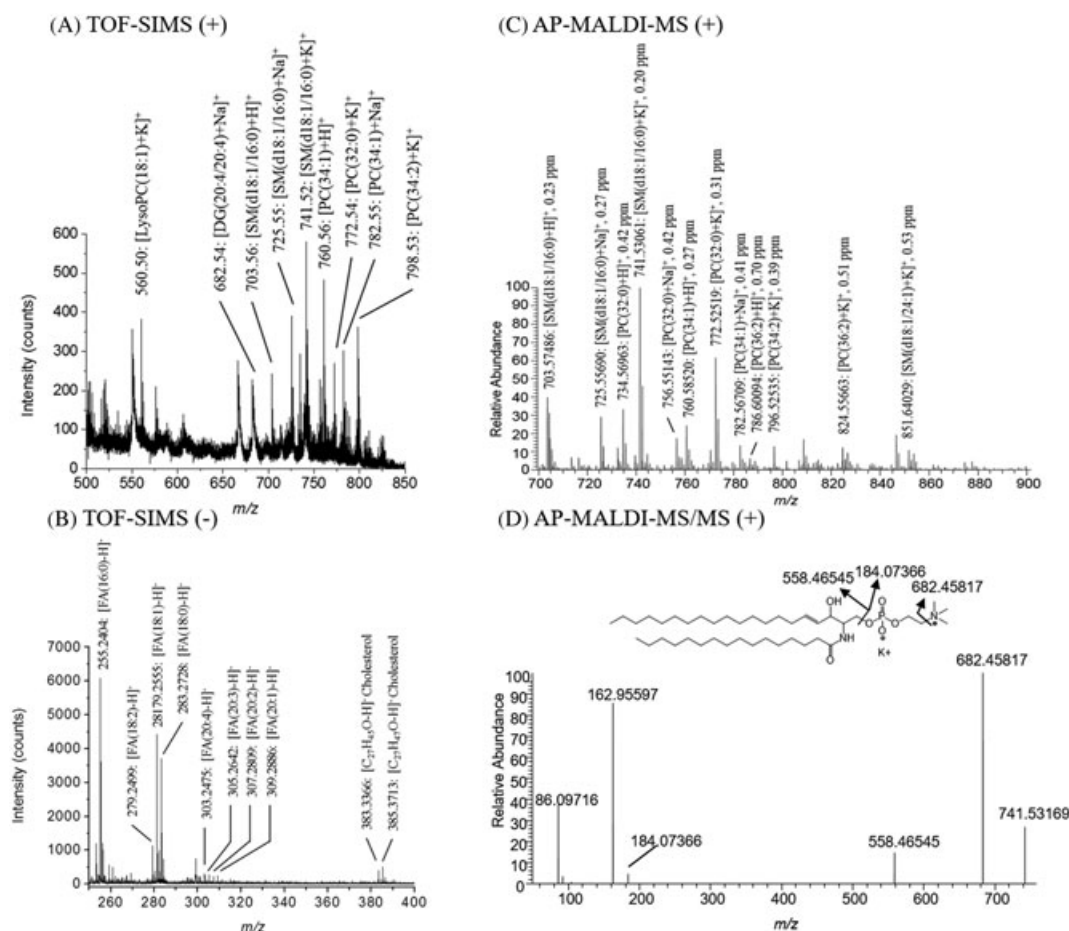 (A) TOF-SIMS (+)
560.50: [LysoPC(18:1)+K]⁺
682.54: [DG(20:4/20:4)+Na]⁺
703.56: [SM(d18:1/16:0)+H]⁺
725.55: [SM(d18:1/16:0)+Na]⁺
741.52: [SM(d18:1/16:0)+K]⁺
760.56: [PC(34:1)+H]⁺
772.54: [PC(32:0)+K]⁺
782.55: [PC(34:1)+Na]⁺
798.53: [PC(34:2)+K]⁺
Intensity (counts)
600
500
400
300
200
100
0
500 550 600 650 700 750 800 850
m/z
(C) AP-MALDI-MS (+)
703.57486: [SM(d18:1/16:0)+H]⁺, 0.23 ppm
725.55690: [SM(d18:1/16:0)+Na]⁺, 0.27 ppm
734.56963: [PC(32:0)+H]⁺, 0.42 ppm
741.53061: [SM(d18:1/16:0)+K]⁺, 0.20 ppm
756.55143: [PC(32:0)+Na]⁺, 0.42 ppm
760.58520: [PC(34:1)+H]⁺, 0.27 ppm
772.52519: [PC(32:0)+K]⁺, 0.31 ppm
782.56709: [PC(34:1)+Na]⁺, 0.41 ppm
786.60094: [PC(36:2)+H]⁺, 0.70 ppm
796.52535: [PC(34:2)+K]⁺, 0.39 ppm
824.55663: [PC(36:2)+K]⁺, 0.51 ppm
851.64029: [SM(d18:1/24:1)+K]⁺, 0.53 ppm
Relative Abundance
100
90
80
70
60
50
40
30
20
10
0
700 720 740 760 780 800 820 840 860 880 900
m/z
(B) TOF-SIMS (-)
255.2404: [FA(16:0)-H]⁻
279.2499: [FA(18:2)-H]⁻
28179.2555: [FA(18:1)-H]⁻
283.2728: [FA(18:0)-H]⁻
303.2475: [FA(20:4)-H]⁻
305.2642: [FA(20:3)-H]⁻
307.2809: [FA(20:2)-H]⁻
309.2886: [FA(20:1)-H]⁻
383.3366: [C₂₇H₄₅O-H]⁻ Cholesterol
385.3713: [C₂₇H₄₇O-H]⁻ Cholesterol
Intensity (counts)
7000
6000
5000
4000
3000
2000
1000
0
260 280 300 320 340 360 380 400
m/z
(D) AP-MALDI-MS/MS (+)
558.46545
184.07366
682.45817
OH
O
O
P
O
O
N
NH
O
K+
Relative Abundance
100
90
80
70
60
50
40
30
20
10
0
86.09716
162.95597
184.07366
558.46545
682.45817
741.53169
100 200 300 400 500 600 700
m/z